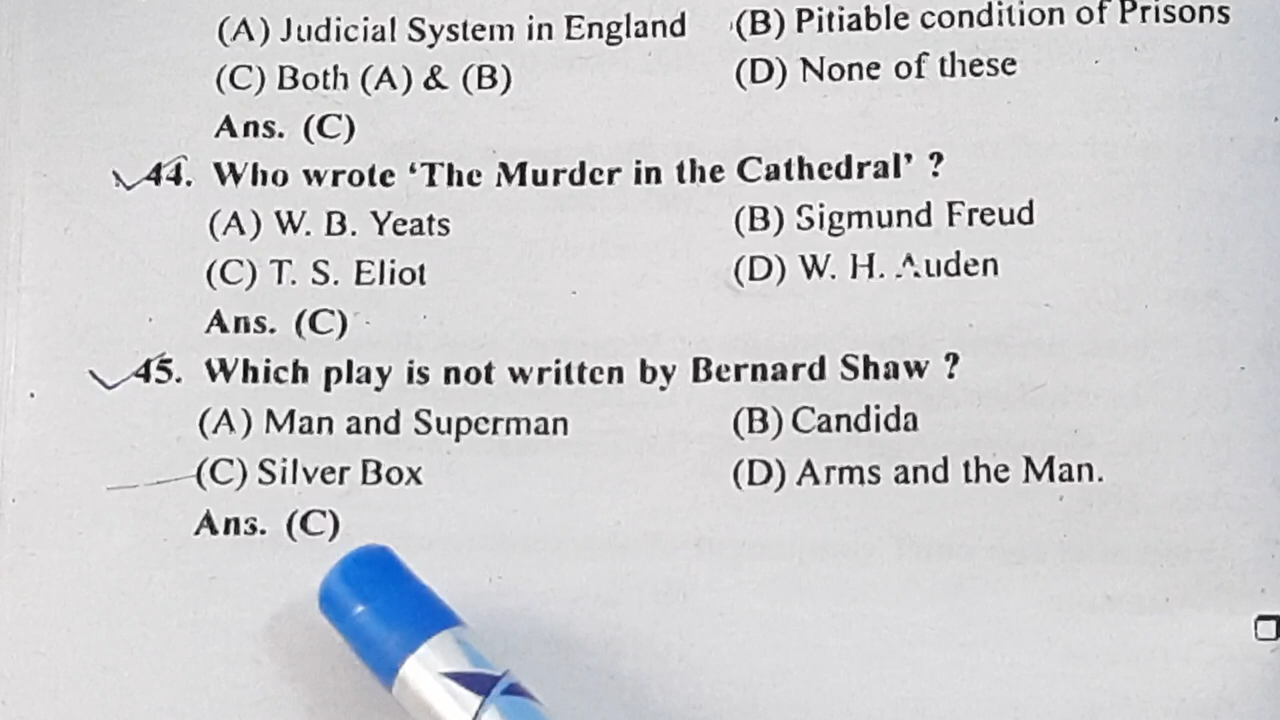 (A) Judicial System in England (B) Pitiable condition of Prisons
(C) Both (A) & (B) (D) None of these
Ans. (C)
44. Who wrote ‘The Murder in the Cathedral’ ?
(A) W. B. Yeats (B) Sigmund Freud
(C) T. S. Eliot (D) W. H. Auden
Ans. (C)
45. Which play is not written by Bernard Shaw ?
(A) Man and Superman (B) Candida
(C) Silver Box (D) Arms and the Man.
Ans. (C)